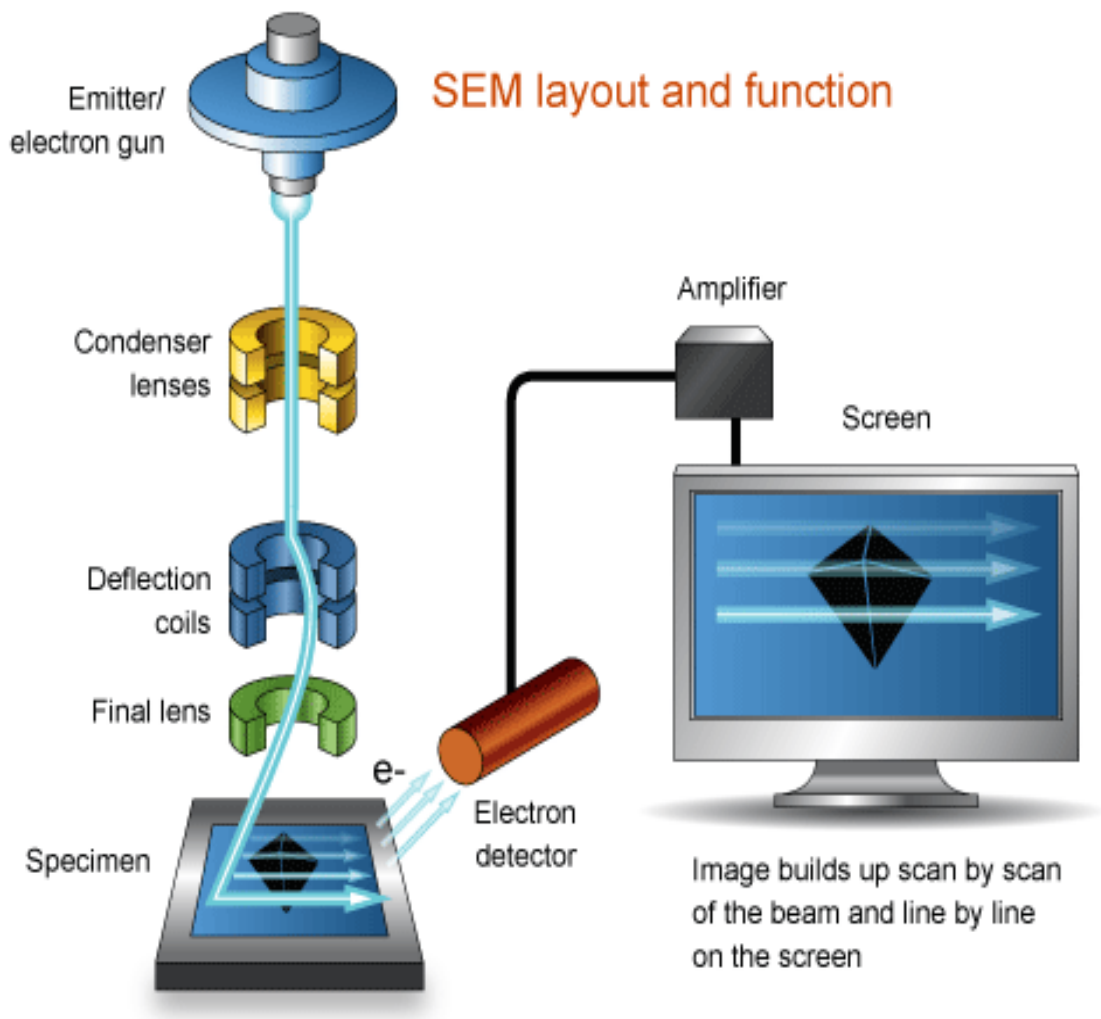 SEM layout and function
Emitter/
electron gun
Condenser
lenses
Amplifier
Screen
Deflection
coils
Final lens
e-
Electron
detector
Specimen
Image builds up scan by scan
of the beam and line by line
on the screen